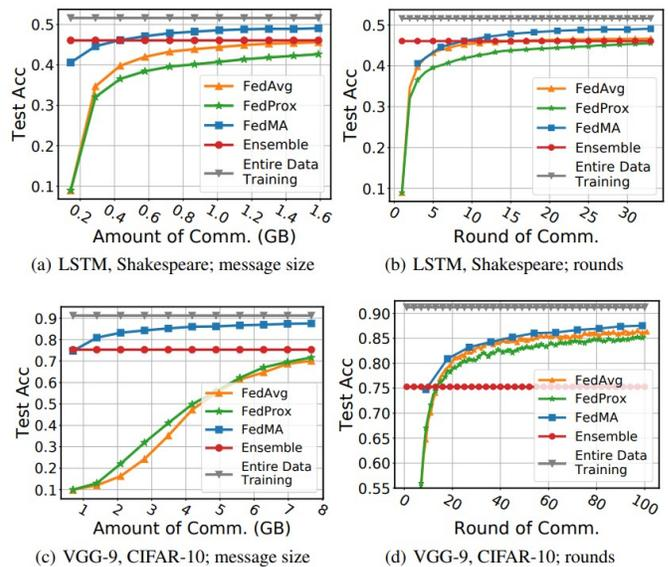 0.5
0.4
0.3
0.2
0.1
Test Acc
FedAvg
FedProx
FedMA
Ensemble
Entire Data
Training
0.2 0.4 0.6 0.8 1.0 1.2 1.4 1.6
Amount of Comm. (GB)
(a) LSTM, Shakespeare; message size
0.5
0.4
0.3
0.2
0.1
Test Acc
FedAvg
FedProx
FedMA
Ensemble
Entire Data
Training
0 5 10 15 20 25 30
Round of Comm.
(b) LSTM, Shakespeare; rounds
0.9
0.8
0.7
0.6
0.5
0.4
0.3
0.2
0.1
Test Acc
FedAvg
FedProx
FedMA
Ensemble
Entire Data
Training
1 2 3 4 5 6 7 8
Amount of Comm. (GB)
(c) VGG-9, CIFAR-10; message size
0.90
0.85
0.80
0.75
0.70
0.65
0.60
0.55
Test Acc
FedAvg
FedProx
FedMA
Ensemble
Entire Data
Training
0 20 40 60 80 100
Round of Comm.
(d) VGG-9, CIFAR-10; rounds